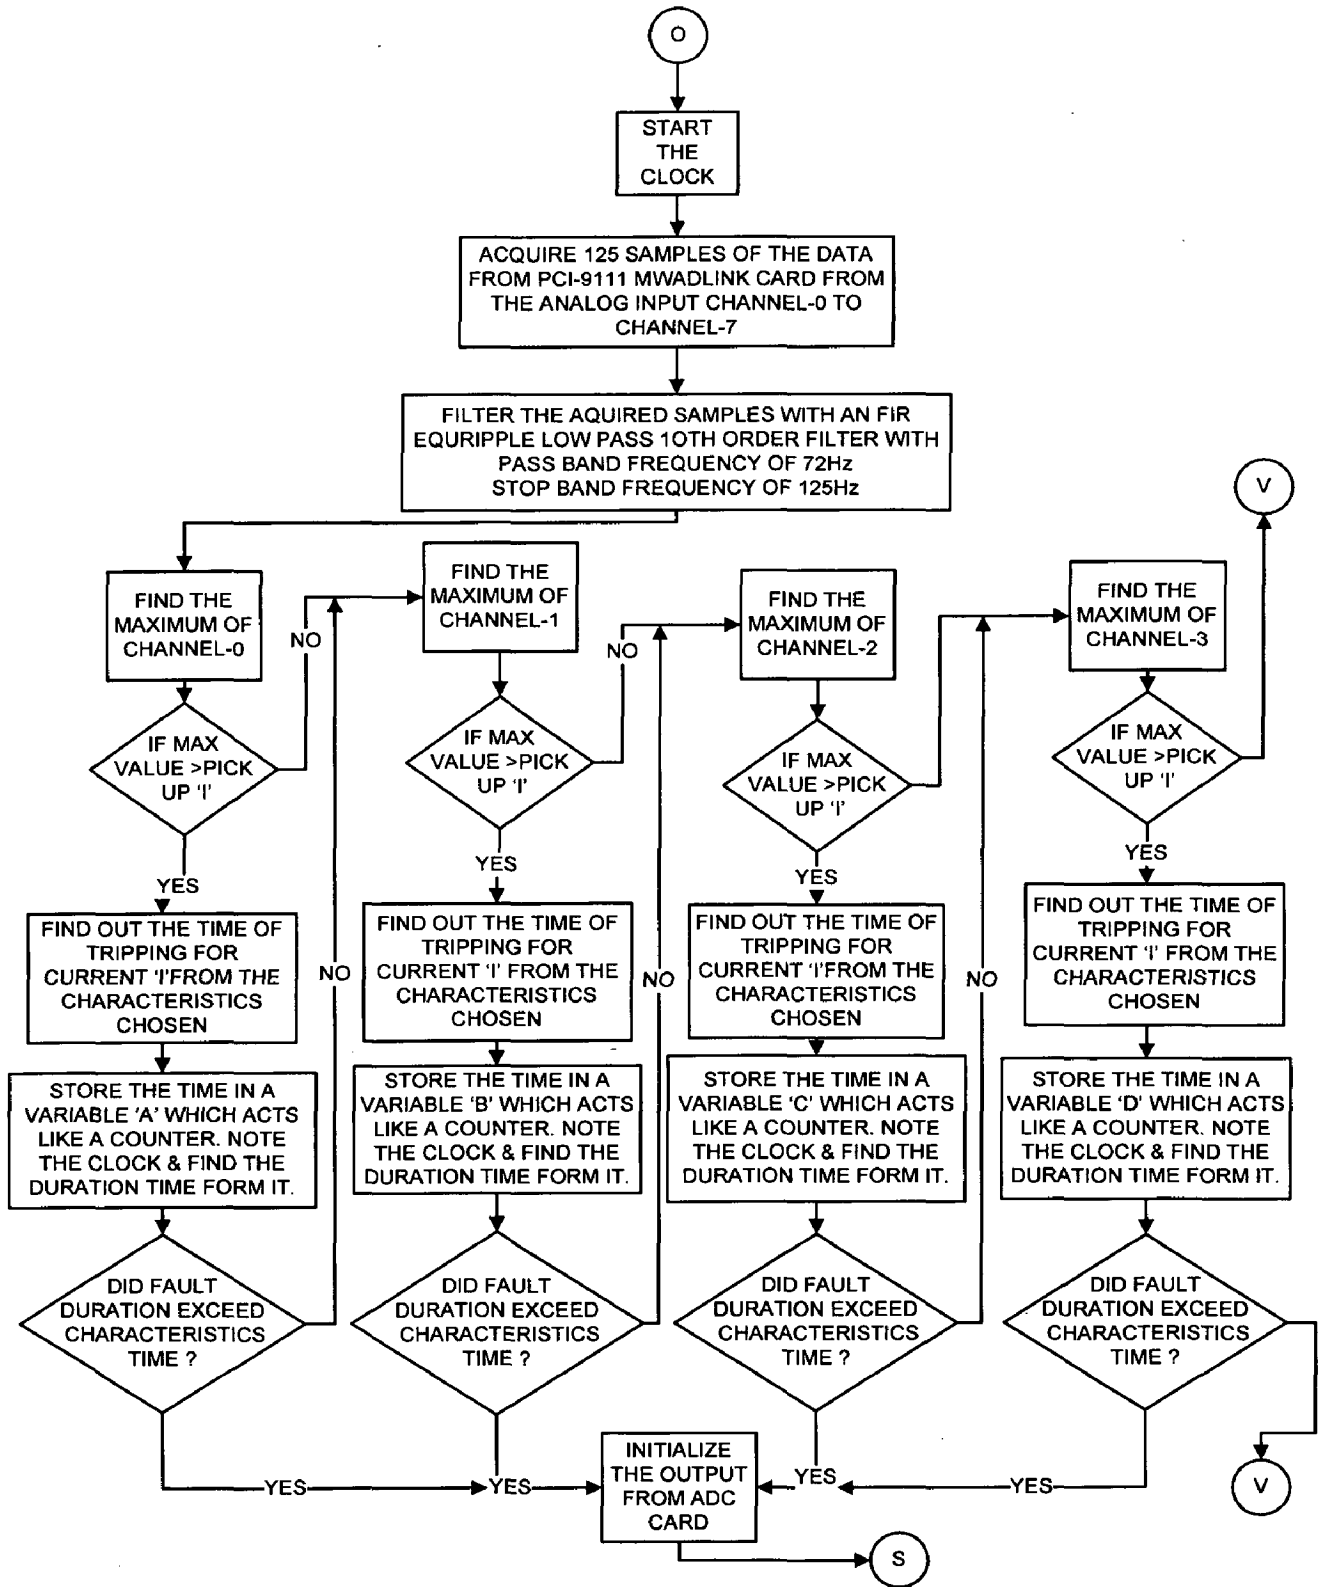 O
START
THE
CLOCK
ACQUIRE 125 SAMPLES OF THE DATA
FROM PCI-9111 MWADLINK CARD FROM
THE ANALOG INPUT CHANNEL-0 TO
CHANNEL-7
FILTER THE AQUIRED SAMPLES WITH AN FIR
EQURIPPLE LOW PASS 1OTH ORDER FILTER WITH
PASS BAND FREQUENCY OF 72Hz
STOP BAND FREQUENCY OF 125Hz
V
FIND THE
MAXIMUM OF
CHANNEL-0
NO
IF MAX
VALUE >PICK
UP 'I'
YES
FIND OUT THE TIME OF
TRIPPING FOR
CURRENT 'I'FROM THE
CHARACTERISTICS
CHOSEN
STORE THE TIME IN A
VARIABLE 'A' WHICH ACTS
LIKE A COUNTER. NOTE
THE CLOCK & FIND THE
DURATION TIME FORM IT.
DID FAULT
DURATION EXCEED
CHARACTERISTICS
TIME ?
NO
YES
FIND THE
MAXIMUM OF
CHANNEL-1
NO
IF MAX
VALUE >PICK
UP 'I'
YES
FIND OUT THE TIME OF
TRIPPING FOR
CURRENT 'I' FROM THE
CHARACTERISTICS
CHOSEN
STORE THE TIME IN A
VARIABLE 'B' WHICH ACTS
LIKE A COUNTER. NOTE
THE CLOCK & FIND THE
DURATION TIME FORM IT.
DID FAULT
DURATION EXCEED
CHARACTERISTICS
TIME ?
NO
YES
FIND THE
MAXIMUM OF
CHANNEL-2
IF MAX
VALUE >PICK
UP 'I'
YES
FIND OUT THE TIME OF
TRIPPING FOR
CURRENT 'I'FROM THE
CHARACTERISTICS
CHOSEN
STORE THE TIME IN A
VARIABLE 'C' WHICH ACTS
LIKE A COUNTER. NOTE
THE CLOCK & FIND THE
DURATION TIME FORM IT.
DID FAULT
DURATION EXCEED
CHARACTERISTICS
TIME ?
NO
YES
FIND THE
MAXIMUM OF
CHANNEL-3
IF MAX
VALUE >PICK
UP 'I'
YES
FIND OUT THE TIME OF
TRIPPING FOR
CURRENT 'I' FROM THE
CHARACTERISTICS
CHOSEN
STORE THE TIME IN A
VARIABLE 'D' WHICH ACTS
LIKE A COUNTER. NOTE
THE CLOCK & FIND THE
DURATION TIME FORM IT.
DID FAULT
DURATION EXCEED
CHARACTERISTICS
TIME ?
YES
V
INITIALIZE
THE OUTPUT
FROM ADC
CARD
S